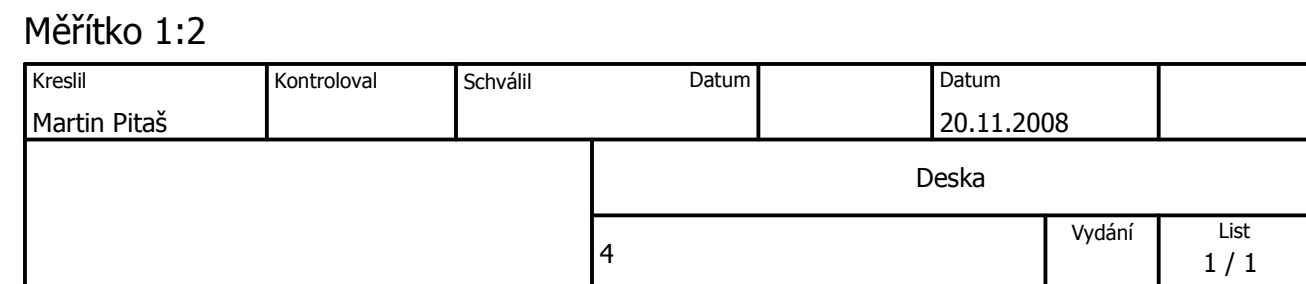 Měřítko 1:2
Kreslil Kontroloval Schválil Datum Datum
Martin Pitaš 20.11.2008
Deska
Vydání List
4 1 / 1